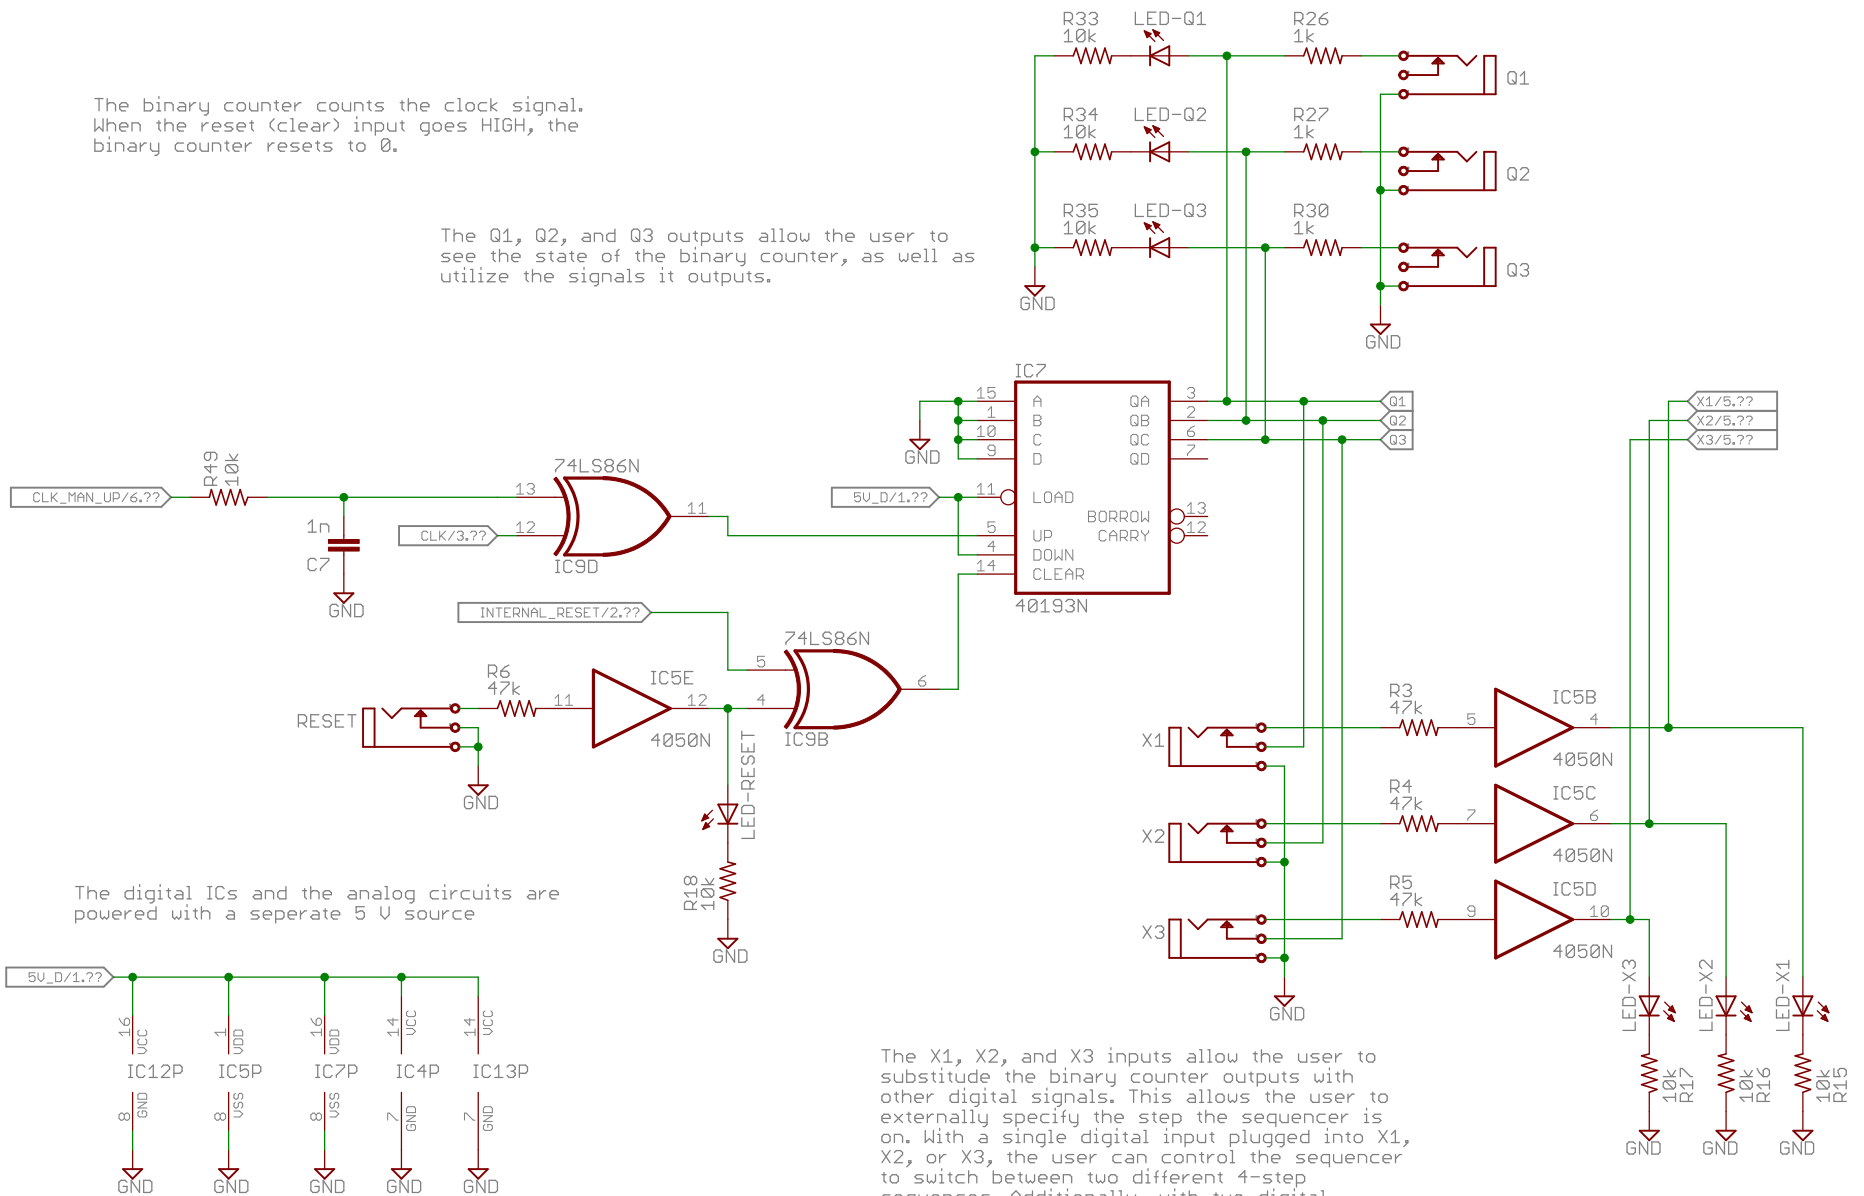 R33
10k
LED-Q1
R26
1k
Q1
The binary counter counts the clock signal.
When the reset (clear) input goes HIGH, the
binary counter resets to 0.
R34
10k
LED-Q2
R27
1k
Q2
R35
10k
LED-Q3
R30
1k
Q3
The Q1, Q2, and Q3 outputs allow the user to
see the state of the binary counter, as well as
utilize the signals it outputs.
GND
GND
IC7
15 A QA 3
1 B QB 2
10 C QC 6
9 D QD 7
11 LOAD
BORROW 13
5 UP CARRY 12
4 DOWN
14 CLEAR
40193N
GND
Q1
Q2
Q3
X1/5.??
X2/5.??
X3/5.??
CLK_MAN_UP/6.??
R49
10k
1n
C7
GND
CLK/3.??
74LS86N
13
12
11
IC9D
5V_D/1.??
INTERNAL_RESET/2.??
74LS86N
5
4
6
IC9B
RESET
R6
47k
11
IC5E
12
4050N
GND
LED-RESET
R18
10k
GND
X1
R3
47k
5
IC5B
4
4050N
X2
R4
47k
7
IC5C
6
4050N
X3
R5
47k
9
IC5D
10
4050N
GND
LED-X3
LED-X2
LED-X1
10k
R17
10k
R16
10k
R15
GND
GND
GND
The digital ICs and the analog circuits are
powered with a seperate 5 V source
5V_D/1.??
16 VCC
1 VDD
16 VDD
14 VCC
14 VCC
IC12P
IC5P
IC7P
IC4P
IC13P
8 GND
8 VSS
8 VSS
7 GND
7 GND
GND
GND
GND
GND
GND
The X1, X2, and X3 inputs allow the user to
substitude the binary counter outputs with
other digital signals. This allows the user to
externally specify the step the sequencer is
on. With a single digital input plugged into X1,
X2, or X3, the user can control the sequencer
to switch between two different 4-step
sequences. Additionally, with two digital